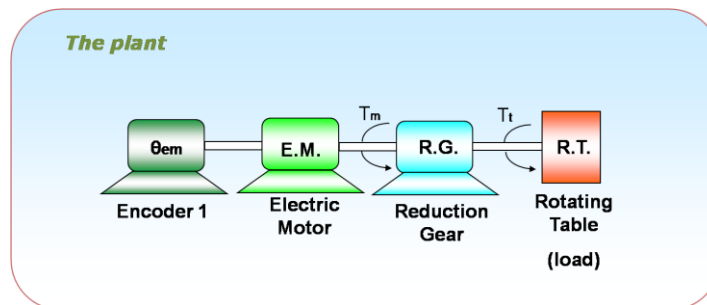 The plant
Tm
Tt
θem
E.M.
R.G.
R.T.
Encoder 1
Electric
Motor
Reduction
Gear
Rotating
Table
(load)